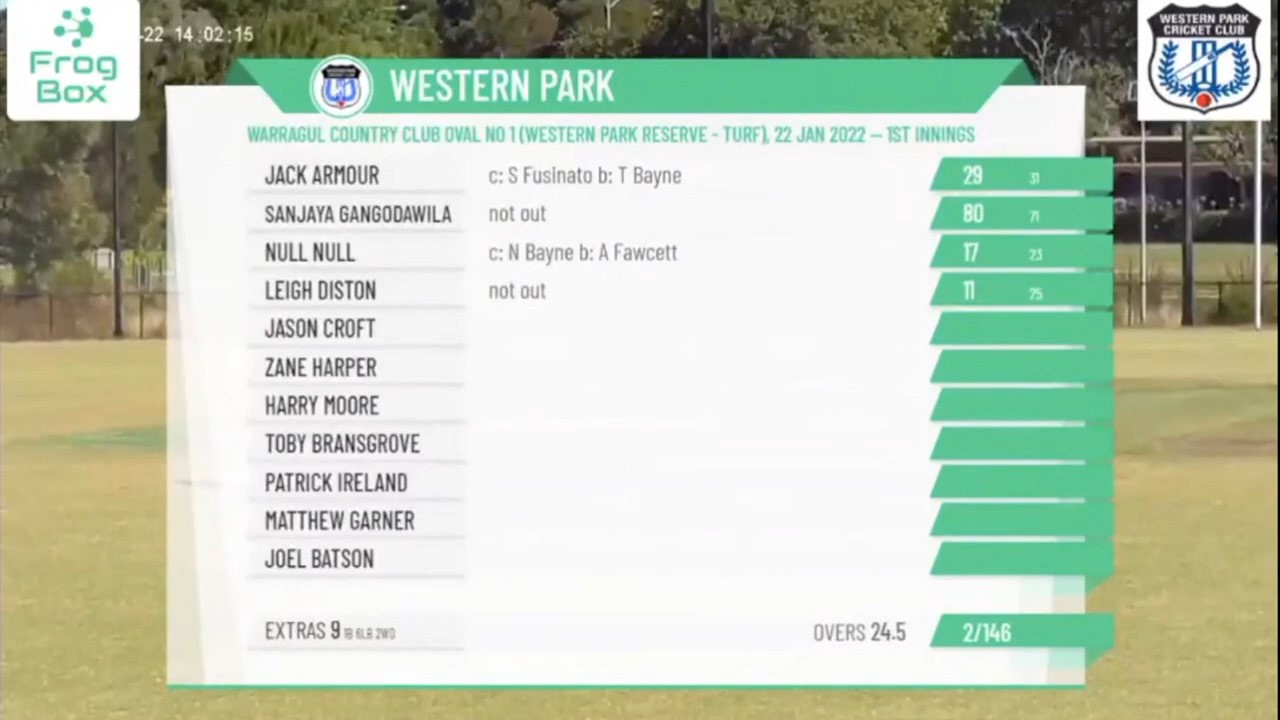 Frog
Box
-22 14:02:15
WESTERN PARK
CRICKET CLUB
WESTERN PARK
WARRAGUL COUNTRY CLUB OVAL NO 1 (WESTERN PARK RESERVE - TURF), 22 JAN 2022 – 1ST INNINGS
JACK ARMOUR c: S Fusinato b: T Bayne 29 31
SANJAYA GANGODAWILA not out 80 71
NULL NULL c: N Bayne b: A Fawcett 17 23
LEIGH DISTON not out 11 25
JASON CROFT
ZANE HARPER
HARRY MOORE
TOBY BRANSGROVE
PATRICK IRELAND
MATTHEW GARNER
JOEL BATSON
EXTRAS 9 1B 6LB 2WD OVERS 24.5 2/146